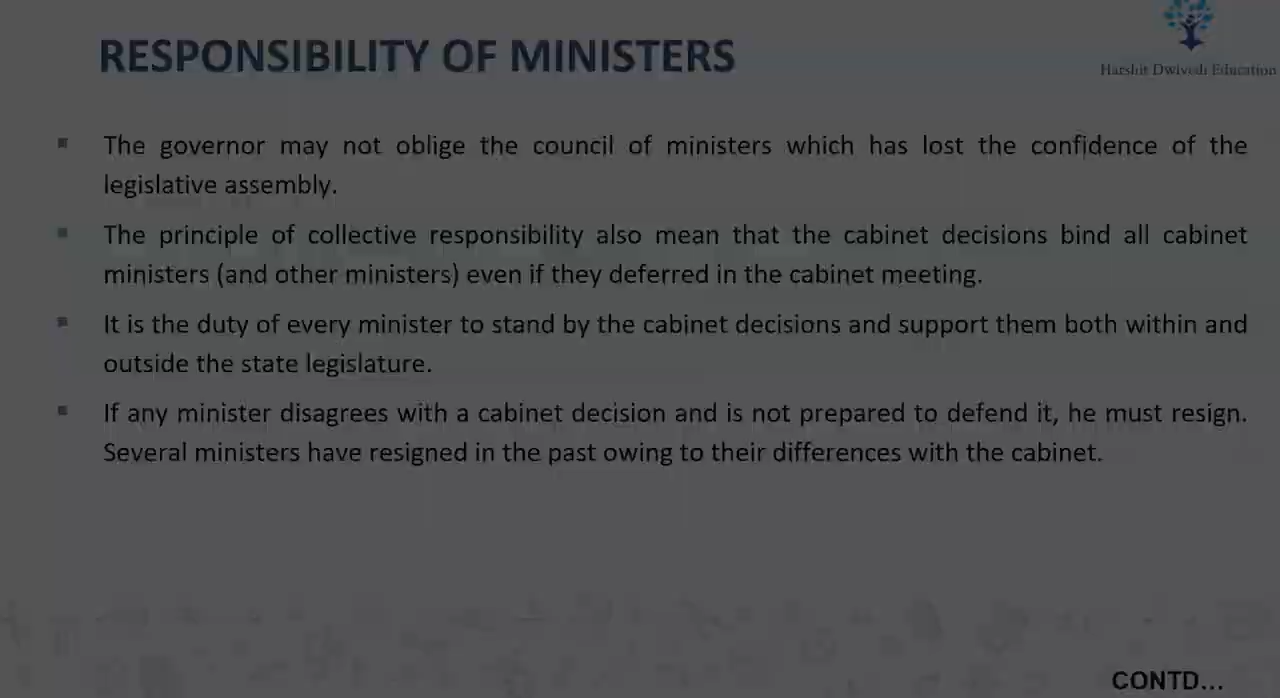 RESPONSIBILITY OF MINISTERS
Harshit Dwivedi Education
▪ The governor may not oblige the council of ministers which has lost the confidence of the
legislative assembly.
▪ The principle of collective responsibility also mean that the cabinet decisions bind all cabinet
ministers (and other ministers) even if they deferred in the cabinet meeting.
▪ It is the duty of every minister to stand by the cabinet decisions and support them both within and
outside the state legislature.
▪ If any minister disagrees with a cabinet decision and is not prepared to defend it, he must resign.
Several ministers have resigned in the past owing to their differences with the cabinet.
CONTD...